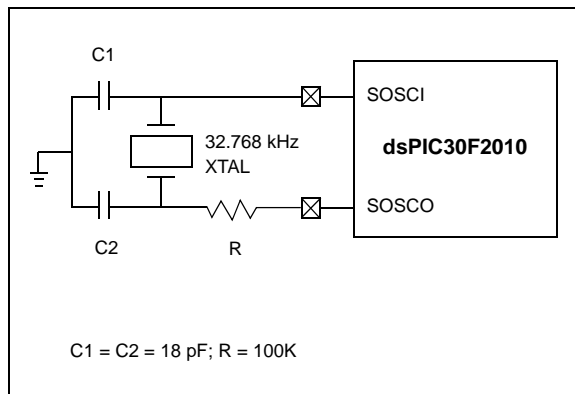 C1
SOSCI
32.768 kHz
XTAL
dsPIC30F2010
SOSCO
C2
R
C1 = C2 = 18 pF; R = 100K